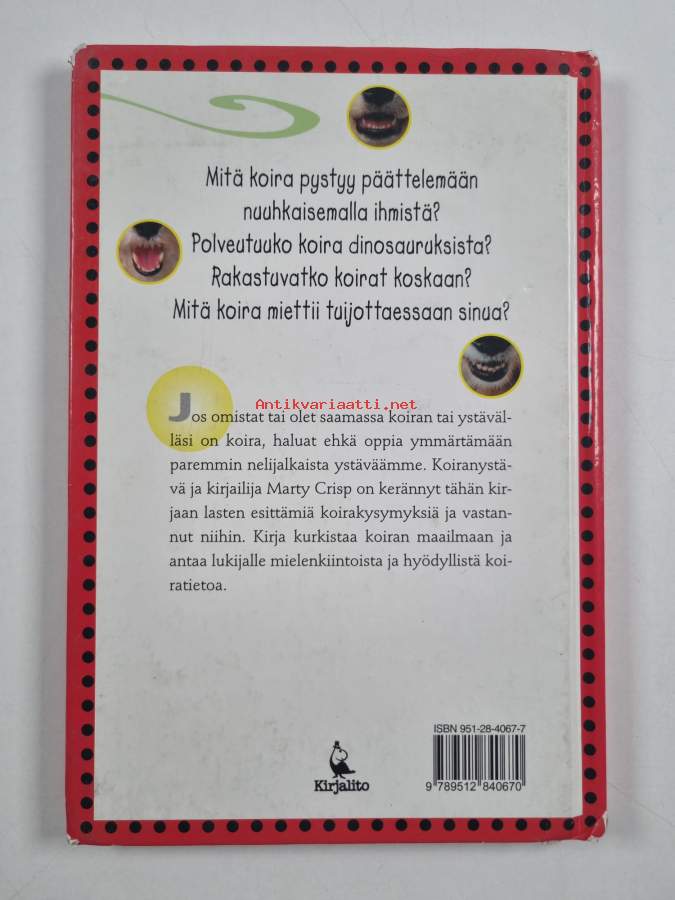 Mitä koira pystyy päättelemään
nuuhkaisemalla ihmistä?
Polveutuuko koira dinosauruksista?
Rakastuvatko koirat koskaan?
Mitä koira miettii tuijottaessaan sinua?
Antikvariaatti.net
Jos omistat tai olet saamassa koiran tai ystäväl-
läsi on koira, haluat ehkä oppia ymmärtämään
paremmin nelijalkaista ystäväämme. Koiranystä-
vä ja kirjailija Marty Crisp on kerännyt tähän kir-
jaan lasten esittämiä koirakysymyksiä ja vastan-
nut niihin. Kirja kurkistaa koiran maailmaan ja
antaa lukijalle mielenkiintoista ja hyödyllistä koi-
ratietoa.
ISBN 951-28-4067-7
9 789512 840670
Kirjalito